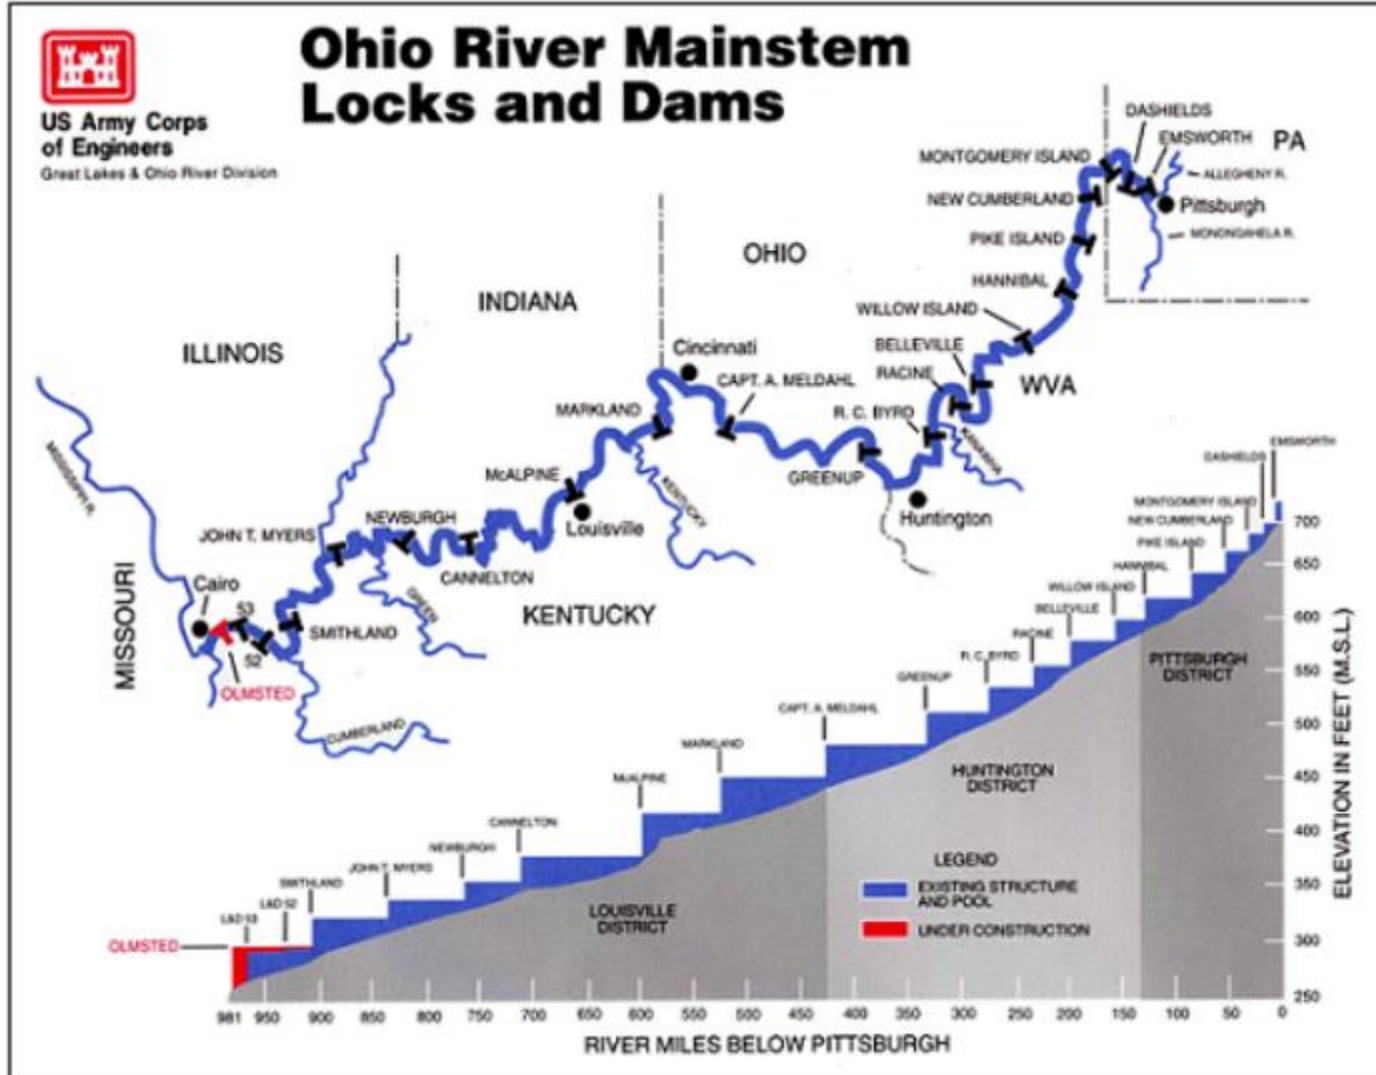 Ohio River Mainstem
Locks and Dams
US Army Corps
of Engineers
Great Lakes & Ohio River Division
DASHIELDS
EMSWORTH
PA
MONTGOMERY ISLAND
ALLEGHENY R.
NEW CUMBERLAND
Pittsburgh
PIKE ISLAND
MONONGAHELA R.
OHIO
HANNIBAL
INDIANA
WILLOW ISLAND
ILLINOIS
Cincinnati
BELLEVILLE
CAPT. A. MELDAHL
RACINE
WVA
MARKLAND
R. C. BYRD
KANAWHA
MISSISSIPPI R.
McALPINE
GREENUP
KENTUCKY
Huntington
Louisville
NEWBURGH
JOHN T. MYERS
CANNELTON
MISSOURI
Cairo
GREEN
KENTUCKY
53
SMITHLAND
52
OLMSTED
CUMBERLAND
EMSWORTH
DASHIELDS
MONTGOMERY ISLAND
NEW CUMBERLAND
PIKE ISLAND
HANNIBAL
WILLOW ISLAND
BELLEVILLE
RACINE
R. C. BYRD
GREENUP
CAPT. A. MELDAHL
MARKLAND
McALPINE
CANNELTON
NEWBURGH
JOHN T. MYERS
SMITHLAND
L&D 52
L&D 53
OLMSTED
PITTSBURGH
DISTRICT
HUNTINGTON
DISTRICT
LOUISVILLE
DISTRICT
LEGEND
EXISTING STRUCTURE
AND POOL
UNDER CONSTRUCTION
700
650
600
550
500
450
400
350
300
250
ELEVATION IN FEET (M.S.L.)
981 950 900 850 800 750 700 650 600 550 500 450 400 350 300 250 200 150 100 50 0
RIVER MILES BELOW PITTSBURGH